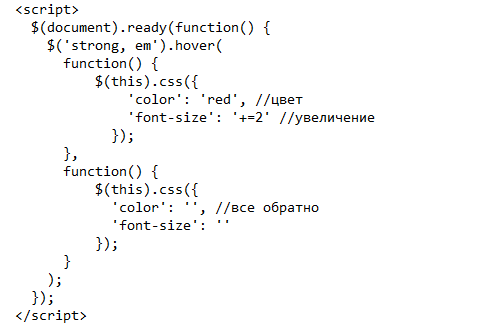 <script>
  $(document).ready(function() {
    $('strong, em').hover(
      function() {
          $(this).css({
              'color': 'red', //цвет
              'font-size': '+=2' //увеличение
            });
      },
      function() {
          $(this).css({
            'color': '', //все обратно
            'font-size': ''
          });
      }
    );
  });
</script>